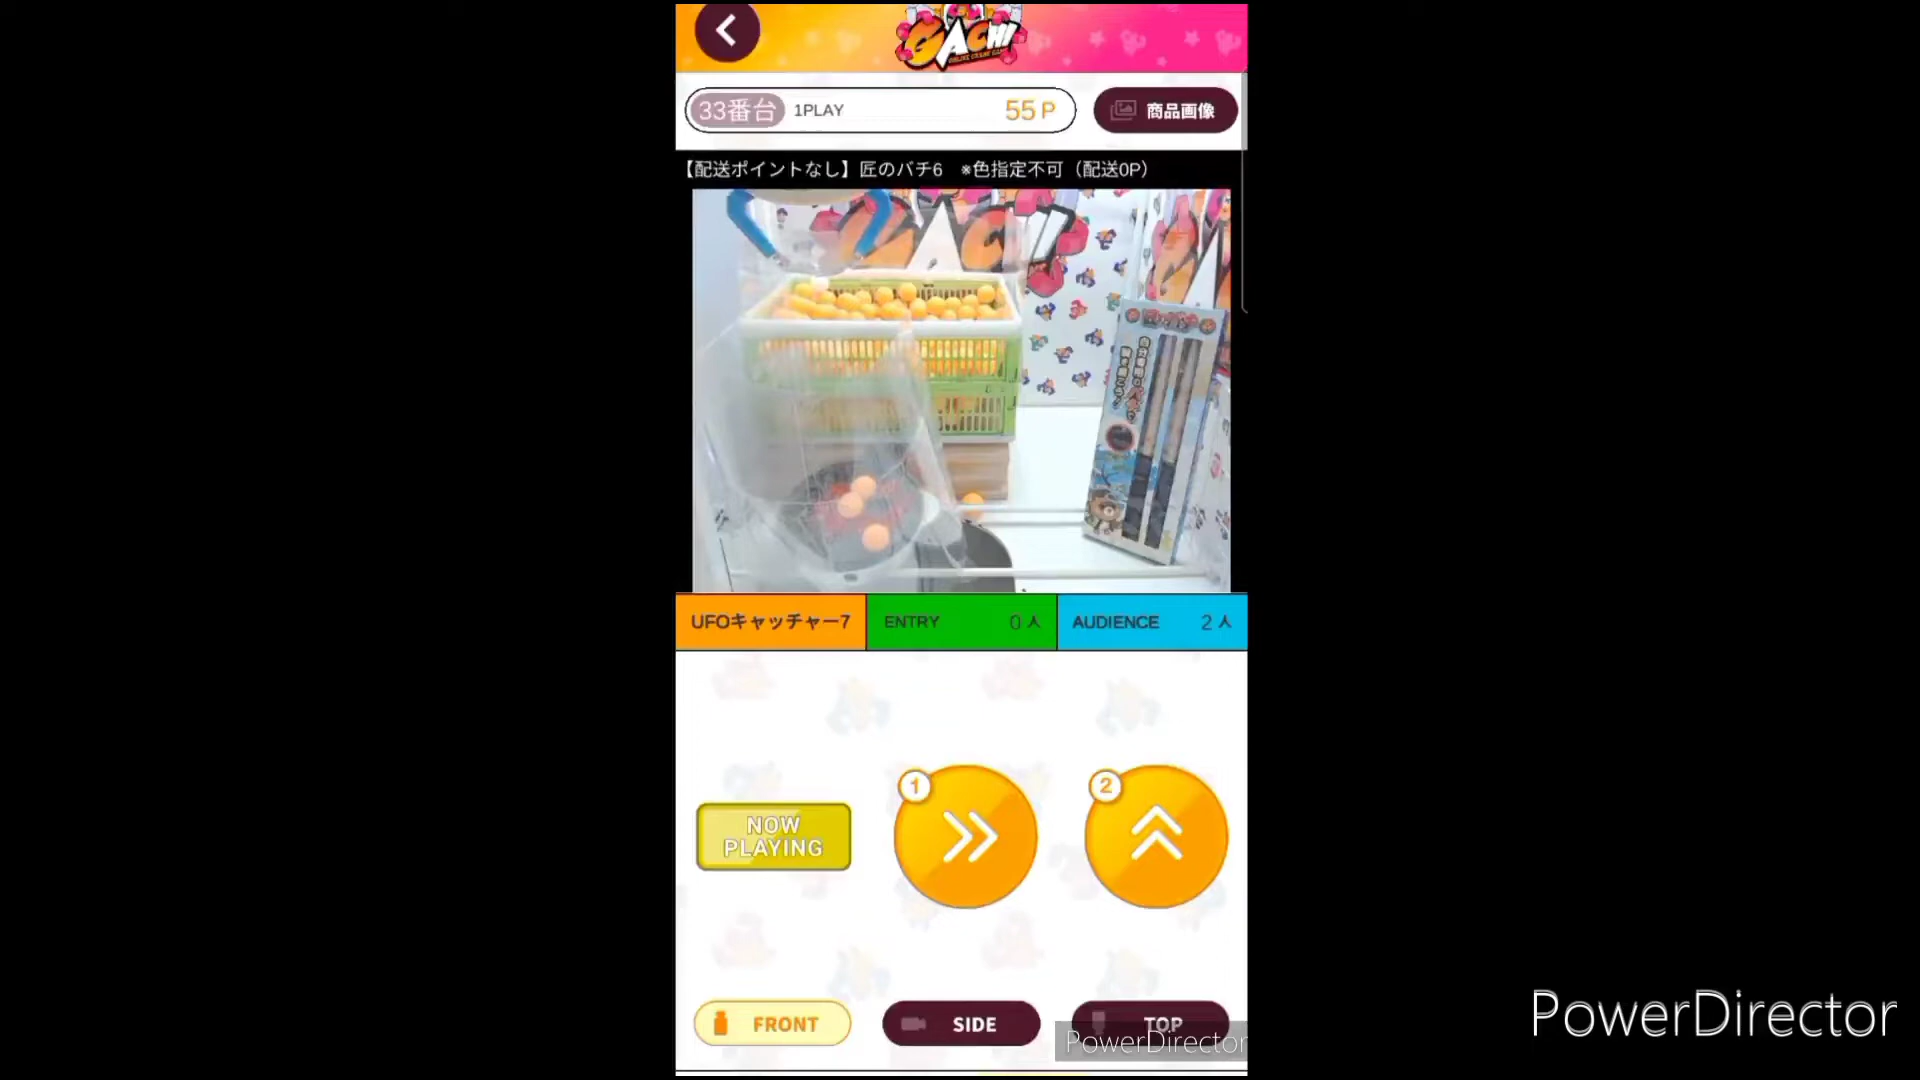 GACHI
33番台 1PLAY 55P 商品画像
【配送ポイントなし】匠のバチ6 ※色指定不可（配送0P）
UFOキャッチャー7 ENTRY 0人 AUDIENCE 2人
1
2
NOW
PLAYING
FRONT SIDE TOP
PowerDirector
PowerDirector